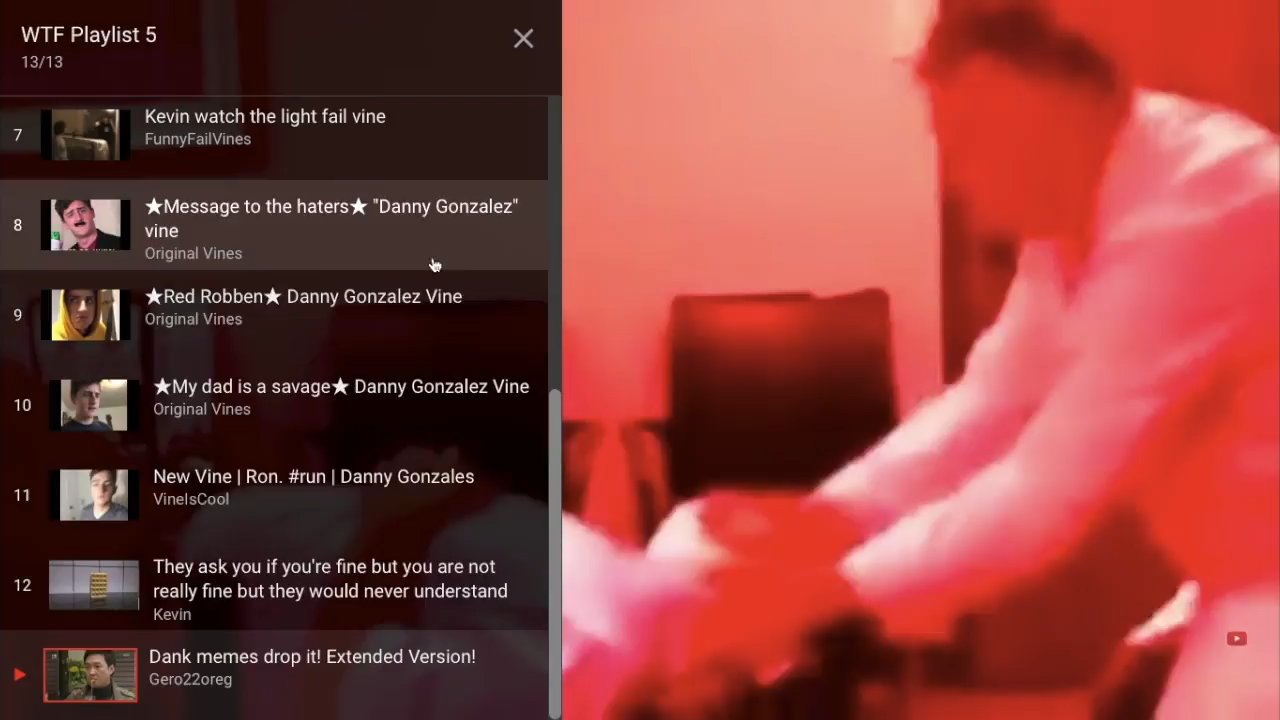 WTF Playlist 5
13/13
7
Kevin watch the light fail vine
FunnyFailVines
8
★Message to the haters★ "Danny Gonzalez"
vine
Original Vines
9
★Red Robben★ Danny Gonzalez Vine
Original Vines
10
★My dad is a savage★ Danny Gonzalez Vine
Original Vines
11
New Vine | Ron. #run | Danny Gonzales
VineIsCool
12
They ask you if you're fine but you are not
really fine but they would never understand
Kevin
Dank memes drop it! Extended Version!
Gero22oreg